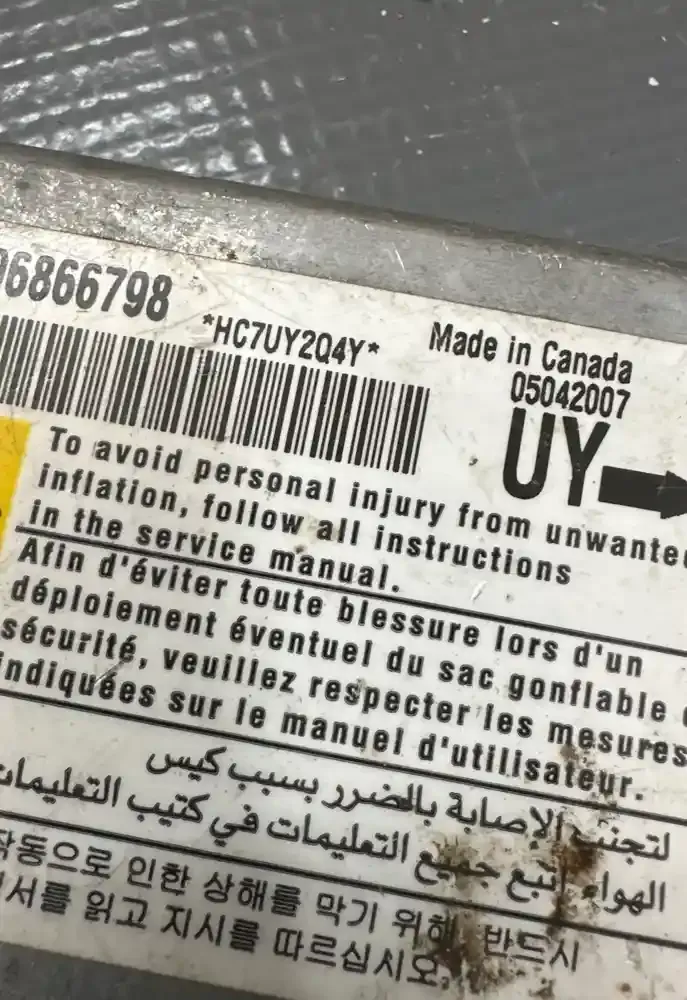 96866798
*HC7UY2Q4Y*
Made in Canada
05042007
UY
To avoid personal injury from unwanted
inflation, follow all instructions
in the service manual.
Afin d'éviter toute blessure lors d'un
déploiement éventuel du sac gonflable
sécurité, veuillez respecter les mesures
indiquées sur le manuel d'utilisateur.
لتجنب الإصابة بالضرر بسبب كيس
الهواء اتبع جميع التعليمات في كتيب التعليمات
작동으로 인한 상해를 막기 위해 반드시
서를 읽고 지시를 따르십시오.